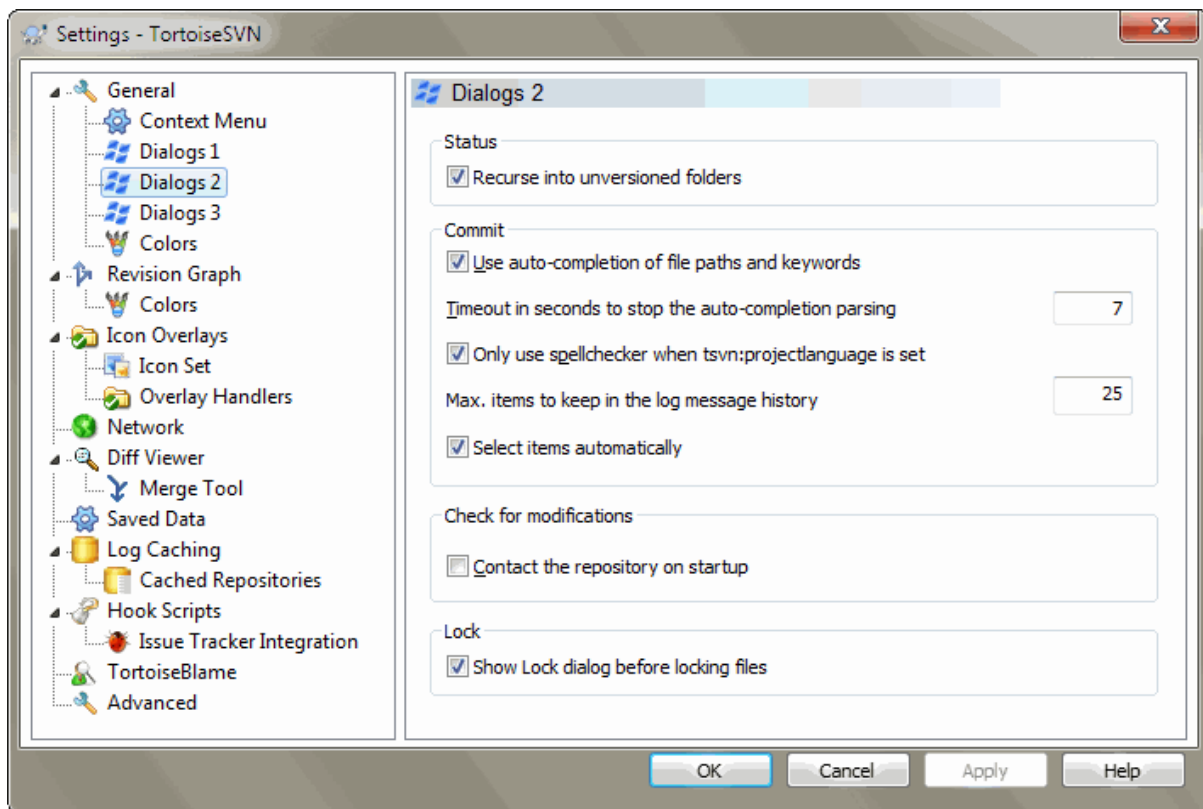 Settings - TortoiseSVN
General
Context Menu
Dialogs 1
Dialogs 2
Dialogs 3
Colors
Revision Graph
Colors
Icon Overlays
Icon Set
Overlay Handlers
Network
Diff Viewer
Merge Tool
Saved Data
Log Caching
Cached Repositories
Hook Scripts
Issue Tracker Integration
TortoiseBlame
Advanced
Dialogs 2
Status
Recurse into unversioned folders
Commit
Use auto-completion of file paths and keywords
Timeout in seconds to stop the auto-completion parsing 7
Only use spellchecker when tsvn:projectlanguage is set
Max. items to keep in the log message history 25
Select items automatically
Check for modifications
Contact the repository on startup
Lock
Show Lock dialog before locking files
OK Cancel Apply Help